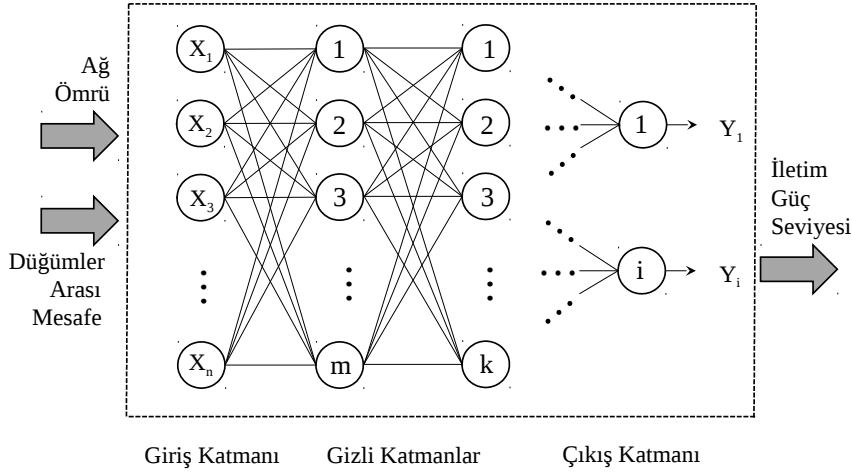 Ağ
Ömrü
Düğümler
Arası
Mesafe
X1
X2
X3
Xn
1
2
3
m
1
2
3
k
1
i
Y1
Yi
İletim
Güç
Seviyesi
Giriş Katmanı
Gizli Katmanlar
Çıkış Katmanı